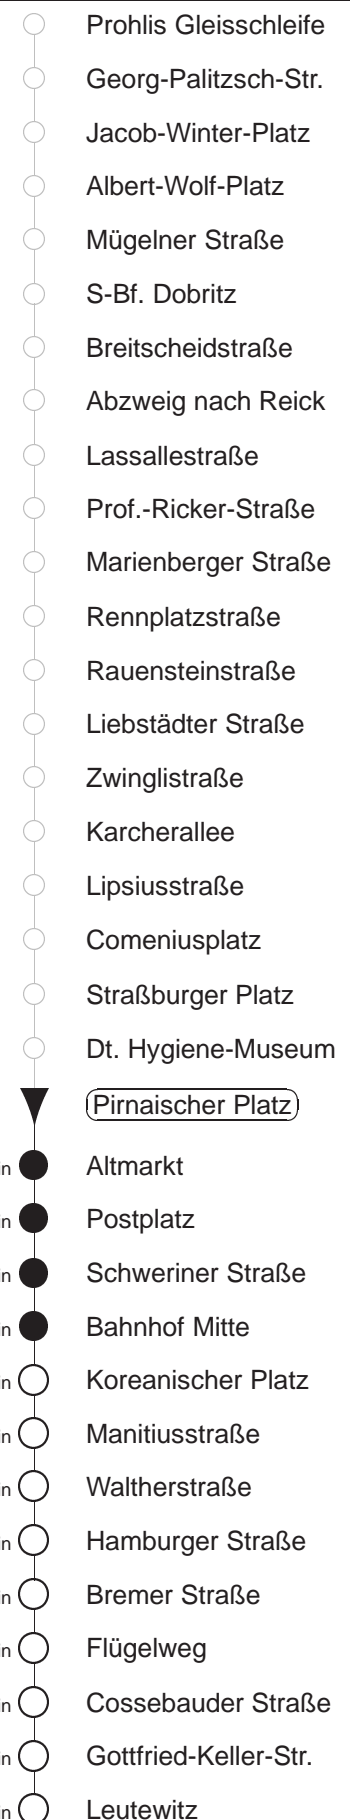 Prohlis Gleisschleife
Georg-Palitzsch-Str.
Jacob-Winter-Platz
Albert-Wolf-Platz
Mügelner Straße
S-Bf. Dobritz
Breitscheidstraße
Abzweig nach Reick
Lassallestraße
Prof.-Ricker-Straße
Marienberger Straße
Rennplatzstraße
Rauensteinstraße
Liebstädter Straße
Zwinglistraße
Karcherallee
Lipsiusstraße
Comeniusplatz
Straßburger Platz
Dt. Hygiene-Museum
Pirnaischer Platz
Altmarkt
Postplatz
Schweriner Straße
Bahnhof Mitte
Koreanischer Platz
Manitiusstraße
Waltherstraße
Hamburger Straße
Bremer Straße
Flügelweg
Cossebauder Straße
Gottfried-Keller-Str.
Leutewitz